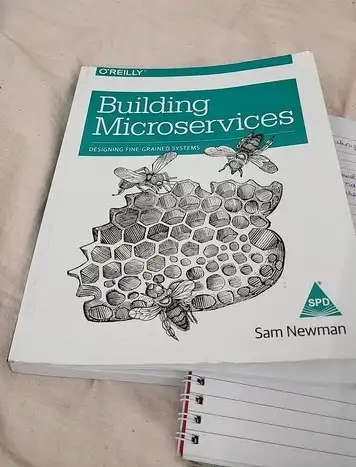 O'REILLY®
Building
Microservices
DESIGNING FINE-GRAINED SYSTEMS
SPD
Sam Newman